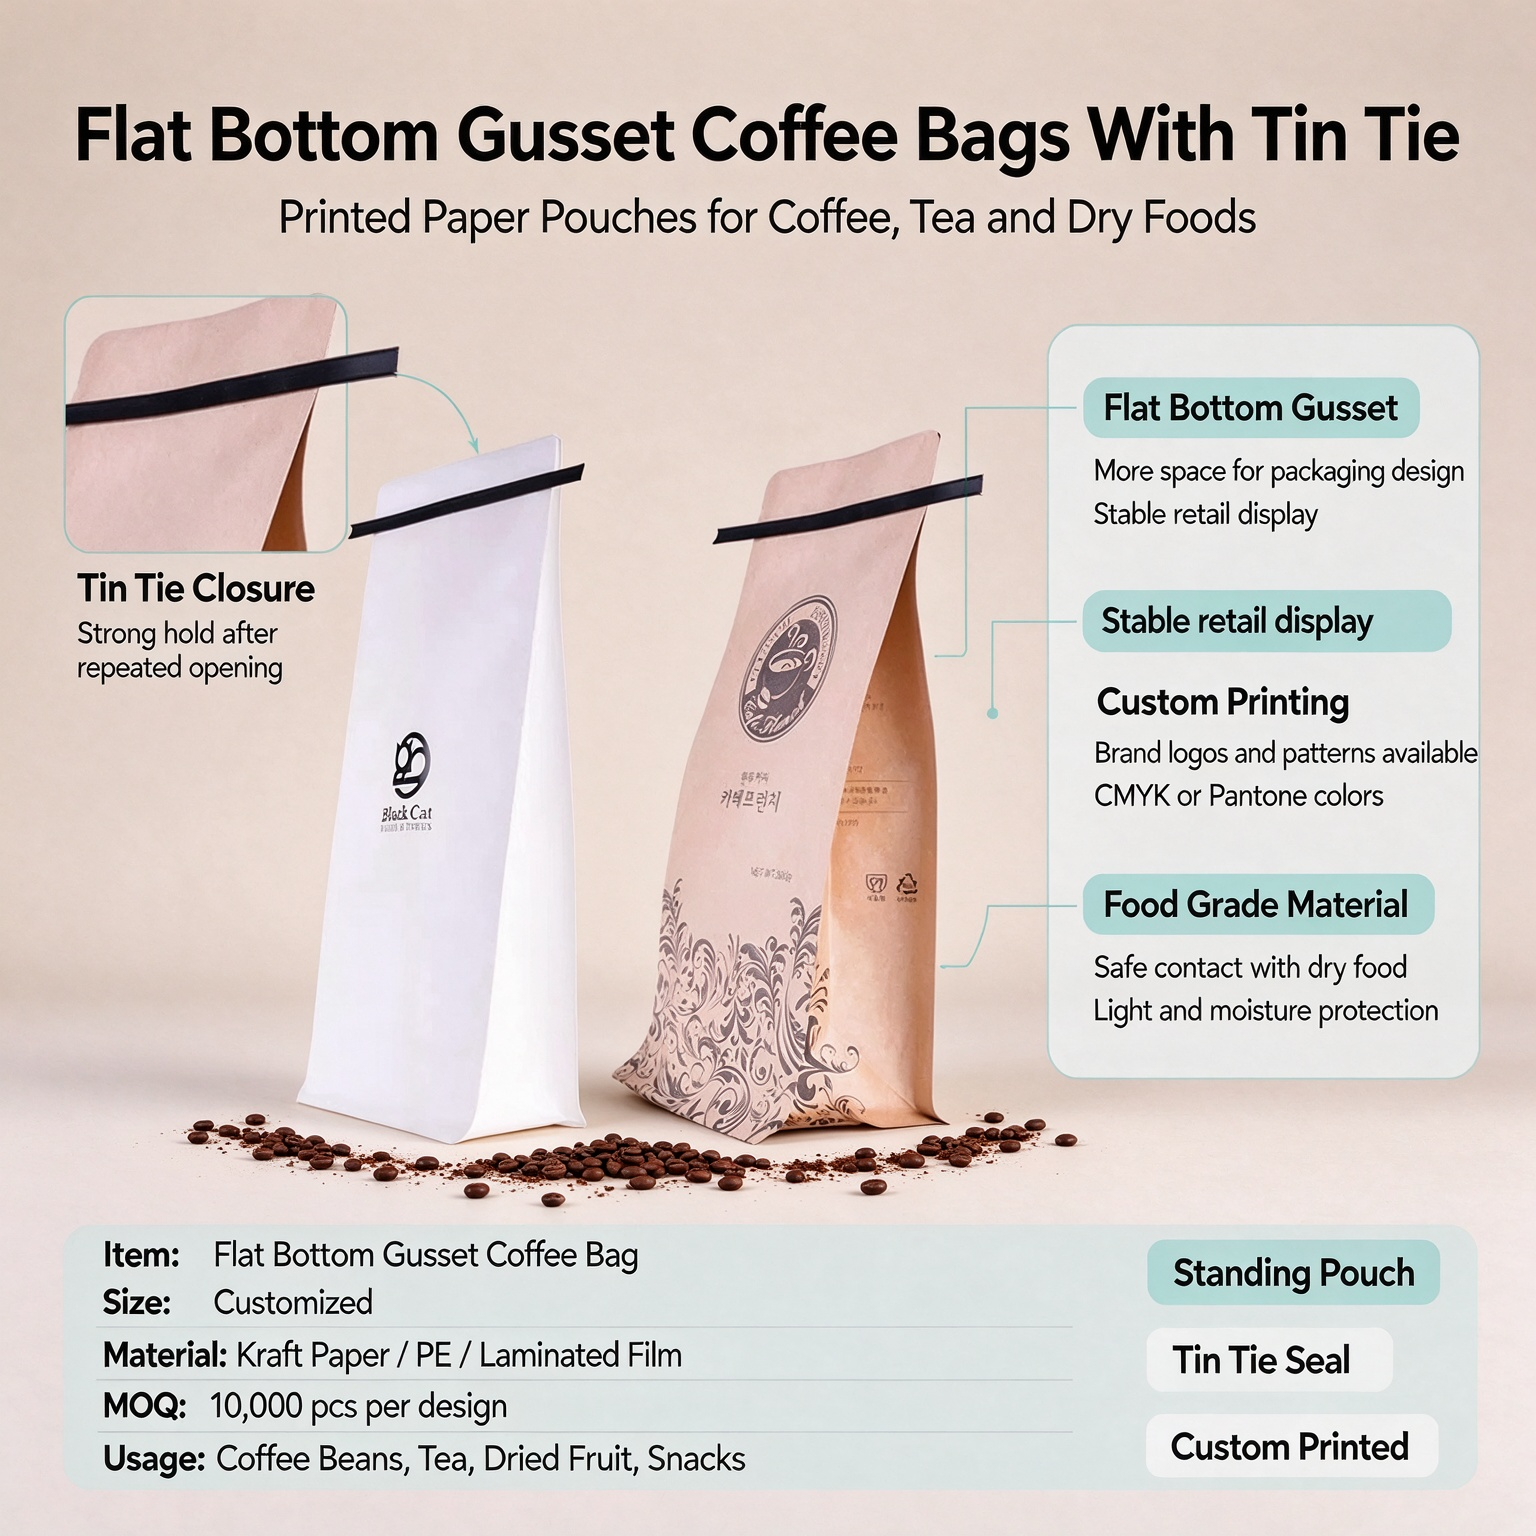 Flat Bottom Gusset Coffee Bags With Tin Tie
Printed Paper Pouches for Coffee, Tea and Dry Foods
Tin Tie Closure
Strong hold after
repeated opening
Black Cat
카페프린치
Flat Bottom Gusset
More space for packaging design
Stable retail display
Stable retail display
Custom Printing
Brand logos and patterns available
CMYK or Pantone colors
Food Grade Material
Safe contact with dry food
Light and moisture protection
Item: Flat Bottom Gusset Coffee Bag
Size: Customized
Material: Kraft Paper / PE / Laminated Film
MOQ: 10,000 pcs per design
Usage: Coffee Beans, Tea, Dried Fruit, Snacks
Standing Pouch
Tin Tie Seal
Custom Printed